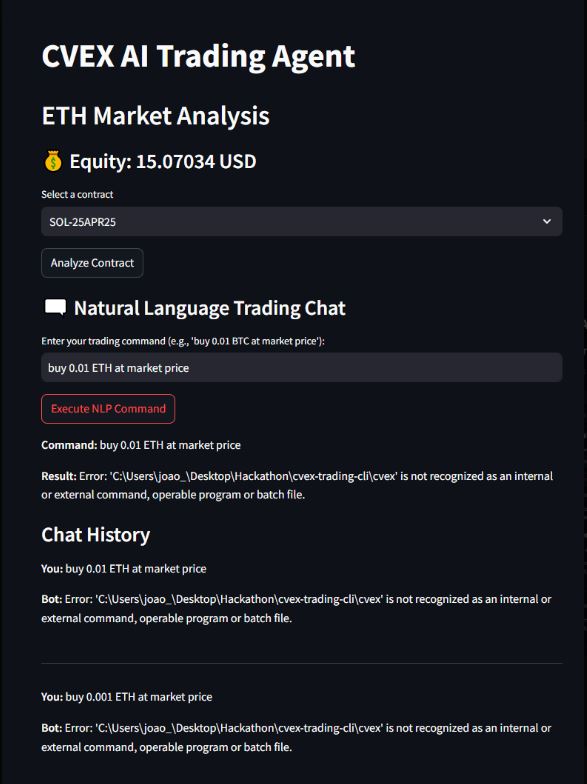 CVEX AI Trading Agent
ETH Market Analysis
💰 Equity: 15.07034 USD
Select a contract
SOL-25APR25
Analyze Contract
💬 Natural Language Trading Chat
Enter your trading command (e.g., 'buy 0.01 BTC at market price'):
buy 0.01 ETH at market price
Execute NLP Command
Command: buy 0.01 ETH at market price
Result: Error: 'C:\Users\joao_\Desktop\Hackathon\cvex-trading-cli\cvex' is not recognized as an internal
or external command, operable program or batch file.
Chat History
You: buy 0.01 ETH at market price
Bot: Error: 'C:\Users\joao_\Desktop\Hackathon\cvex-trading-cli\cvex' is not recognized as an internal or
external command, operable program or batch file.
You: buy 0.001 ETH at market price
Bot: Error: 'C:\Users\joao_\Desktop\Hackathon\cvex-trading-cli\cvex' is not recognized as an internal or
external command, operable program or batch file.